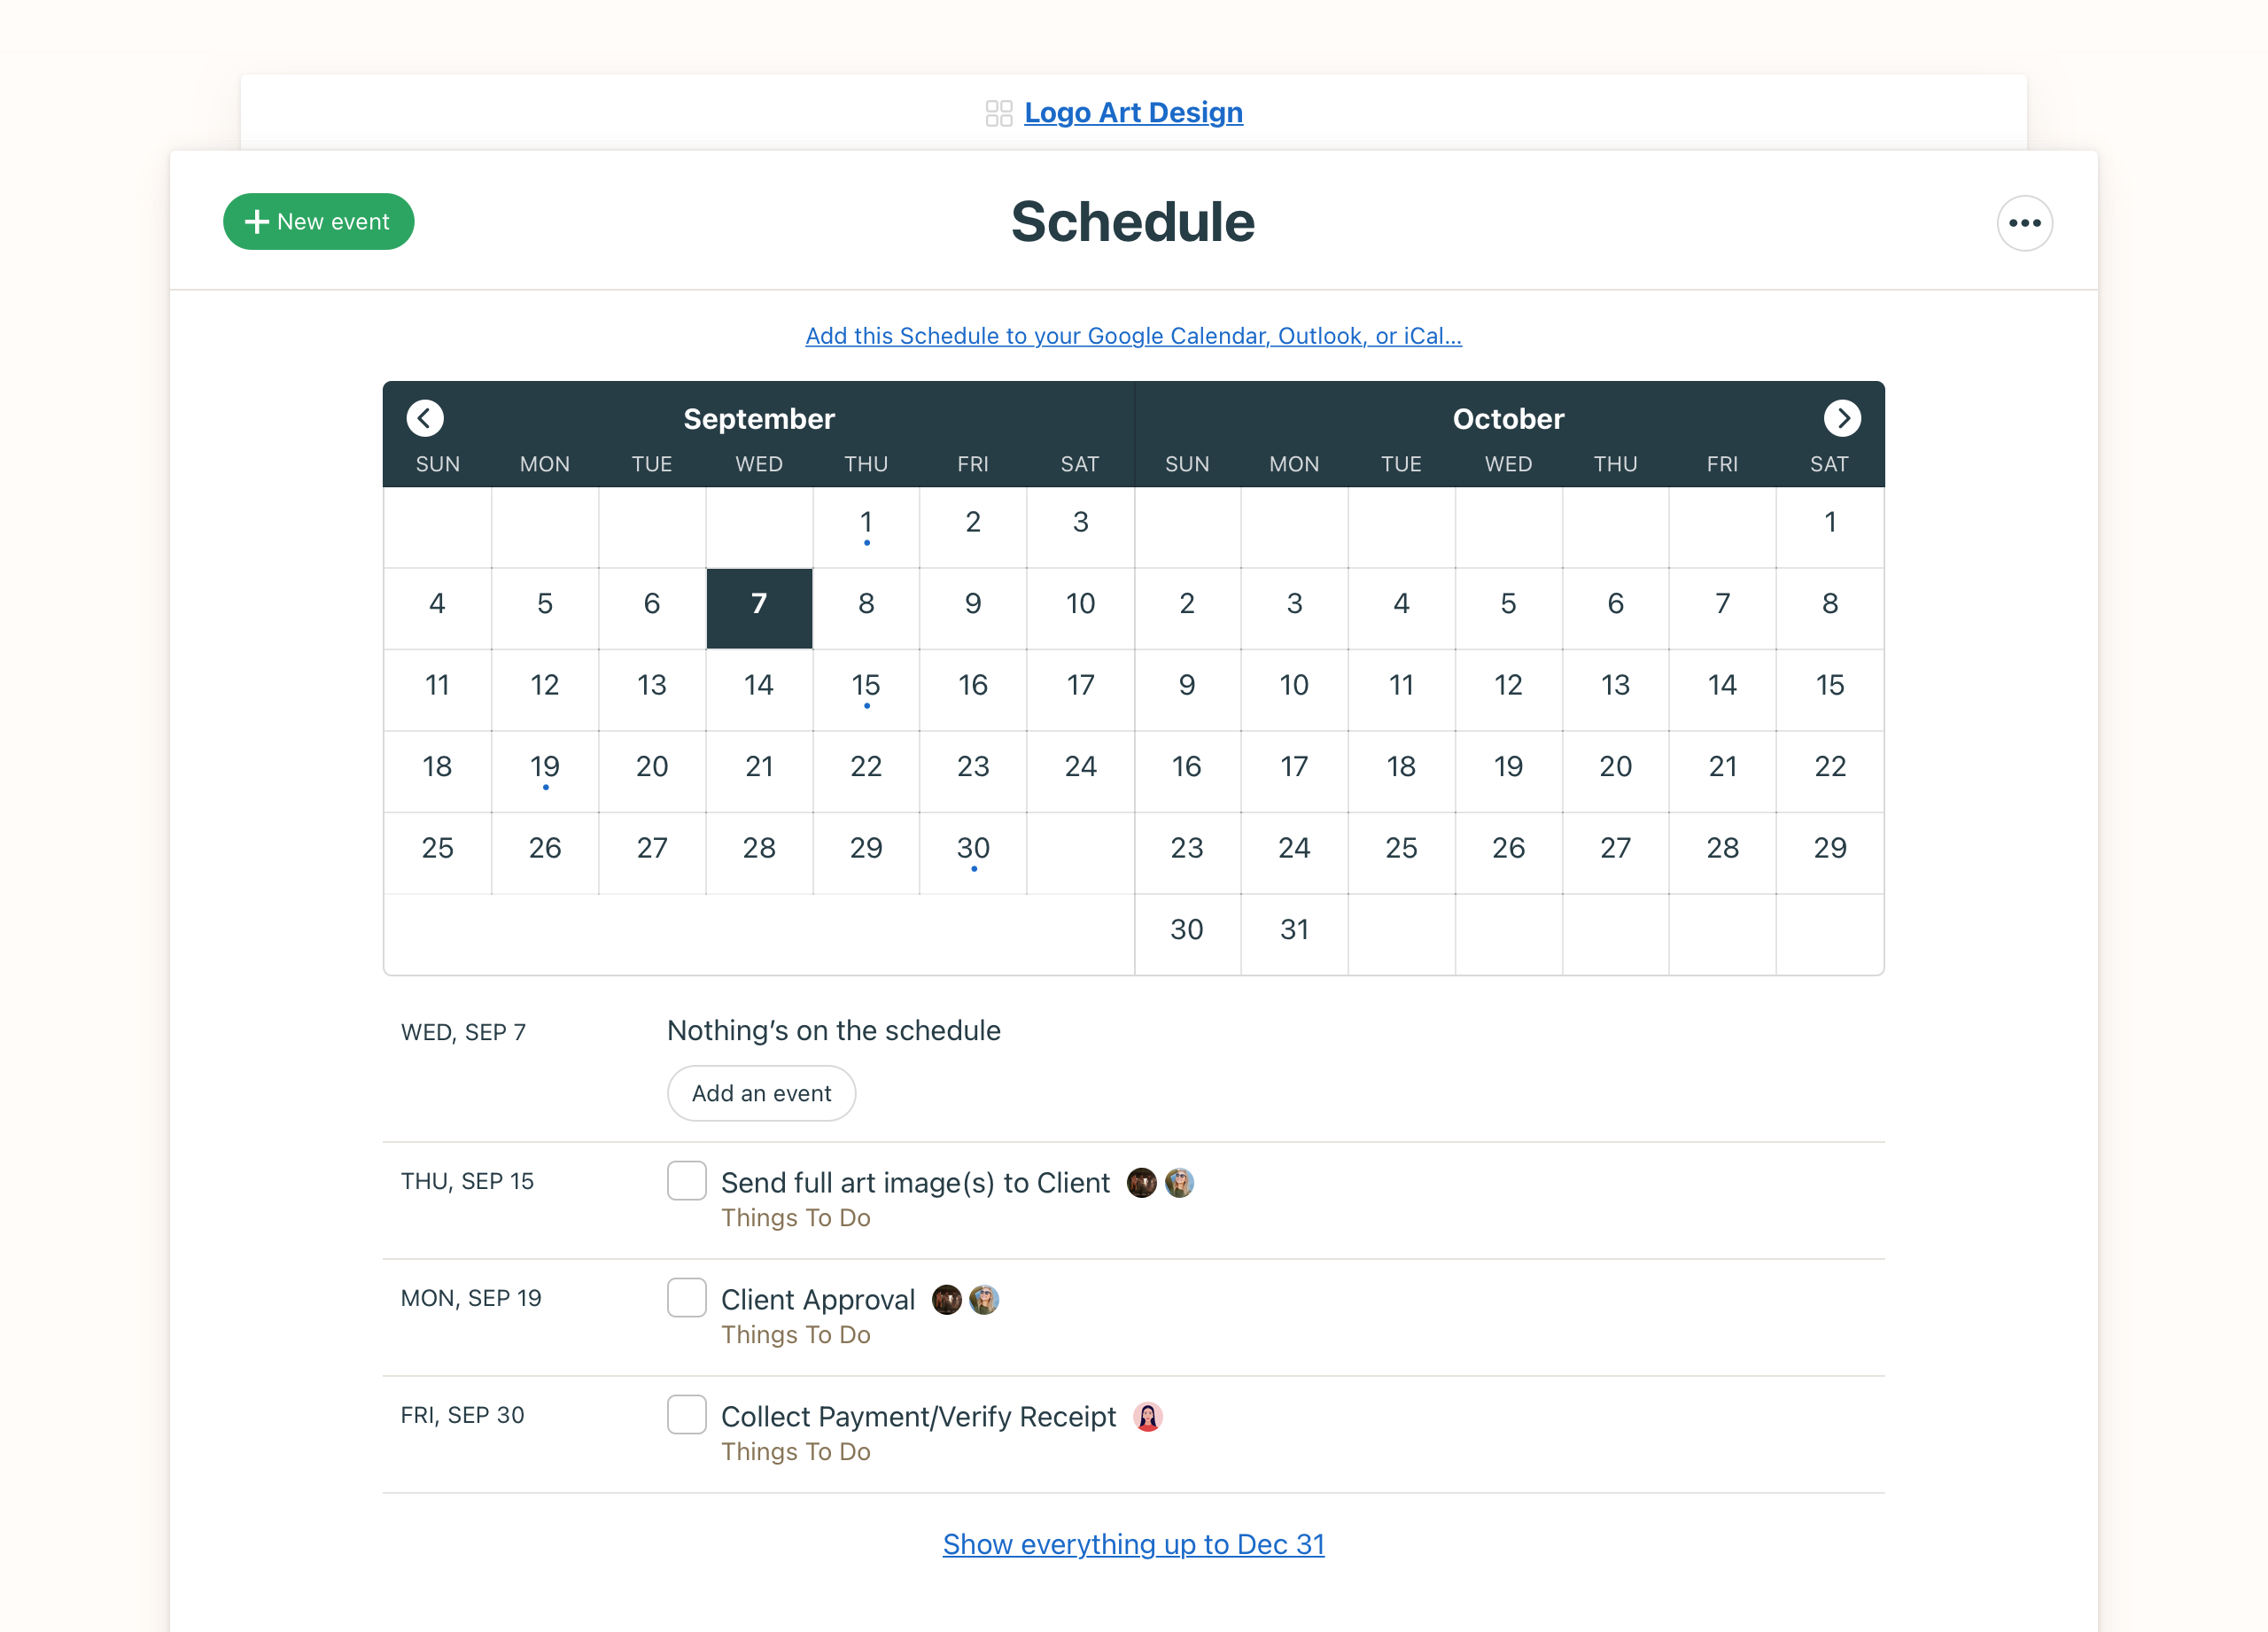 Logo Art Design
New event
Schedule
Add this Schedule to your Google Calendar, Outlook, or iCal...
September
October
SUN MON TUE WED THU FRI SAT SUN MON TUE WED THU FRI SAT
1 2 3 1
4 5 6 7 8 9 10 2 3 4 5 6 7 8
11 12 13 14 15 16 17 9 10 11 12 13 14 15
18 19 20 21 22 23 24 16 17 18 19 20 21 22
25 26 27 28 29 30 23 24 25 26 27 28 29
30 31
WED, SEP 7 Nothing’s on the schedule
Add an event
THU, SEP 15 Send full art image(s) to Client
Things To Do
MON, SEP 19 Client Approval
Things To Do
FRI, SEP 30 Collect Payment/Verify Receipt
Things To Do
Show everything up to Dec 31